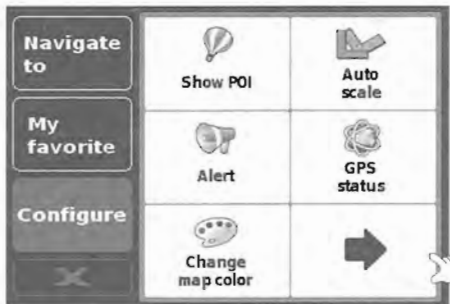 Navigate
to
My
favorite
Configure
Show POI
Auto
scale
Alert
GPS
status
Change
map color